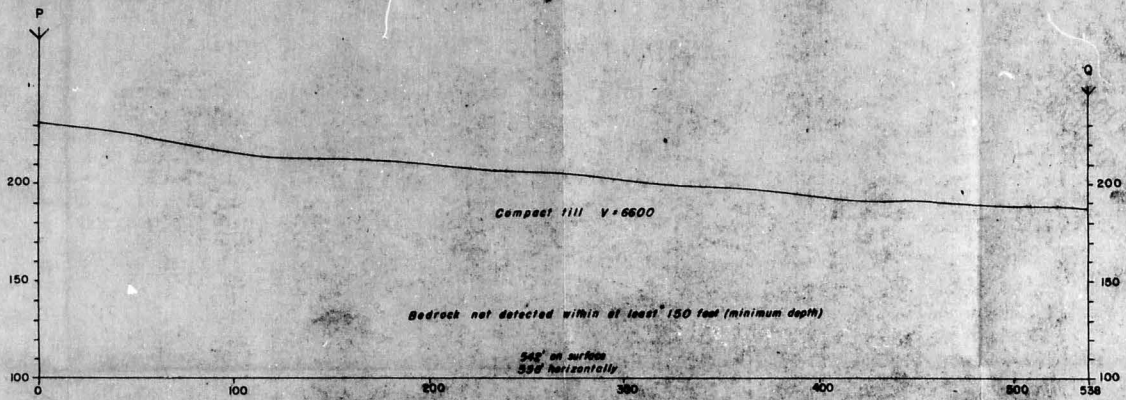 P
Q
200
200
Compact till V = 6600
150
150
Bedrock not detected within at least 150 feet (minimum depth)
542' on surface
538' horizontally
100
100
0
100
200
300
400
500
538